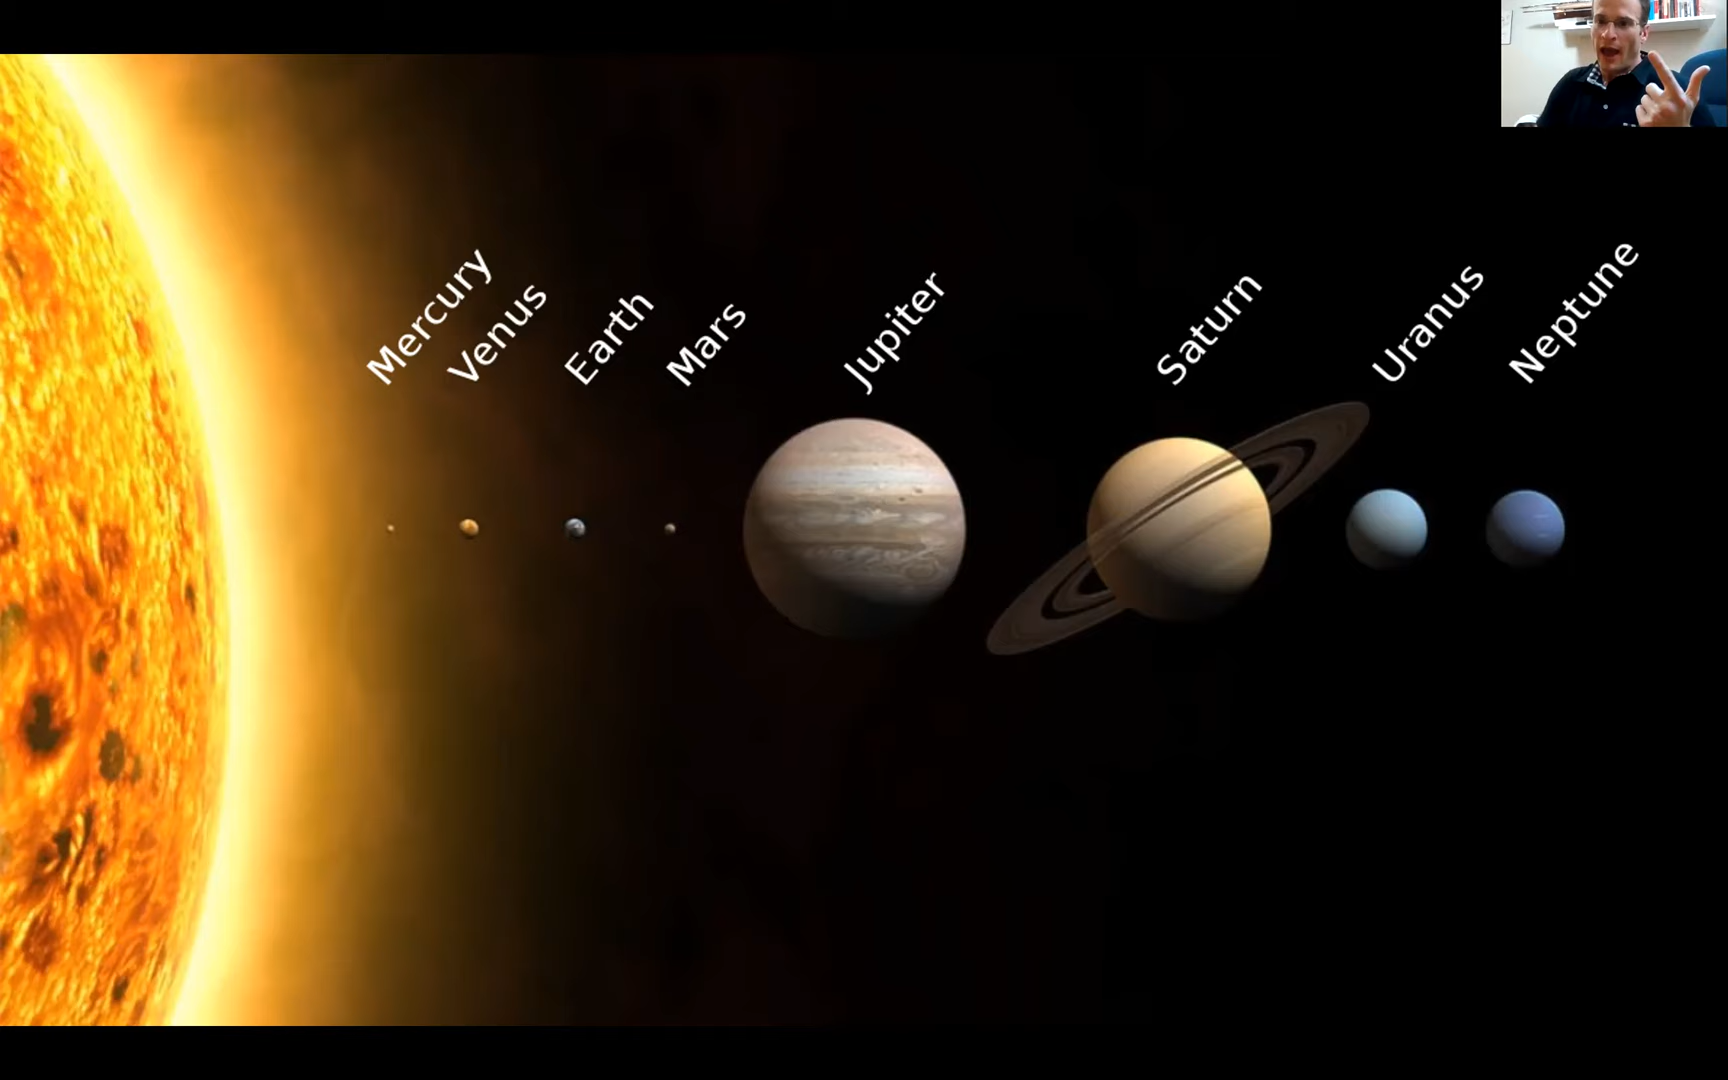 Mercury
Venus
Earth
Mars
Jupiter
Saturn
Uranus
Neptune